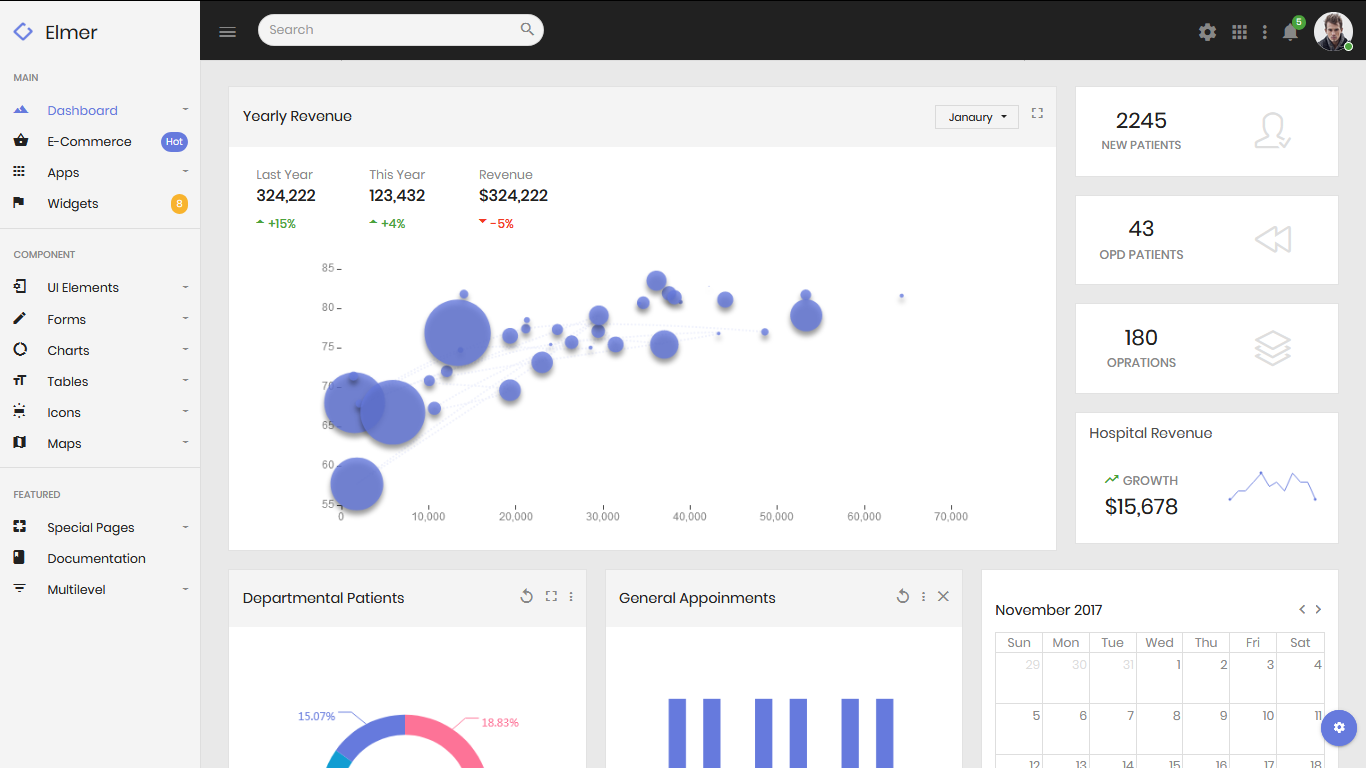 Elmer
Search
5
MAIN
Dashboard
E-Commerce Hot
Apps
Widgets 8
COMPONENT
UI Elements
Forms
Charts
Tables
Icons
Maps
FEATURED
Special Pages
Documentation
Multilevel
Yearly Revenue
Janaury
Last Year This Year Revenue
324,222 123,432 $324,222
+15% +4% -5%
85
80
75
70
65
60
55
0 10,000 20,000 30,000 40,000 50,000 60,000 70,000
2245
NEW PATIENTS
43
OPD PATIENTS
180
OPRATIONS
Hospital Revenue
GROWTH
$15,678
Departmental Patients
15.07% 18.83%
General Appoinments
November 2017
Sun Mon Tue Wed Thu Fri Sat
29 30 31 1 2 3 4
5 6 7 8 9 10 11
12 13 14 15 16 17 18